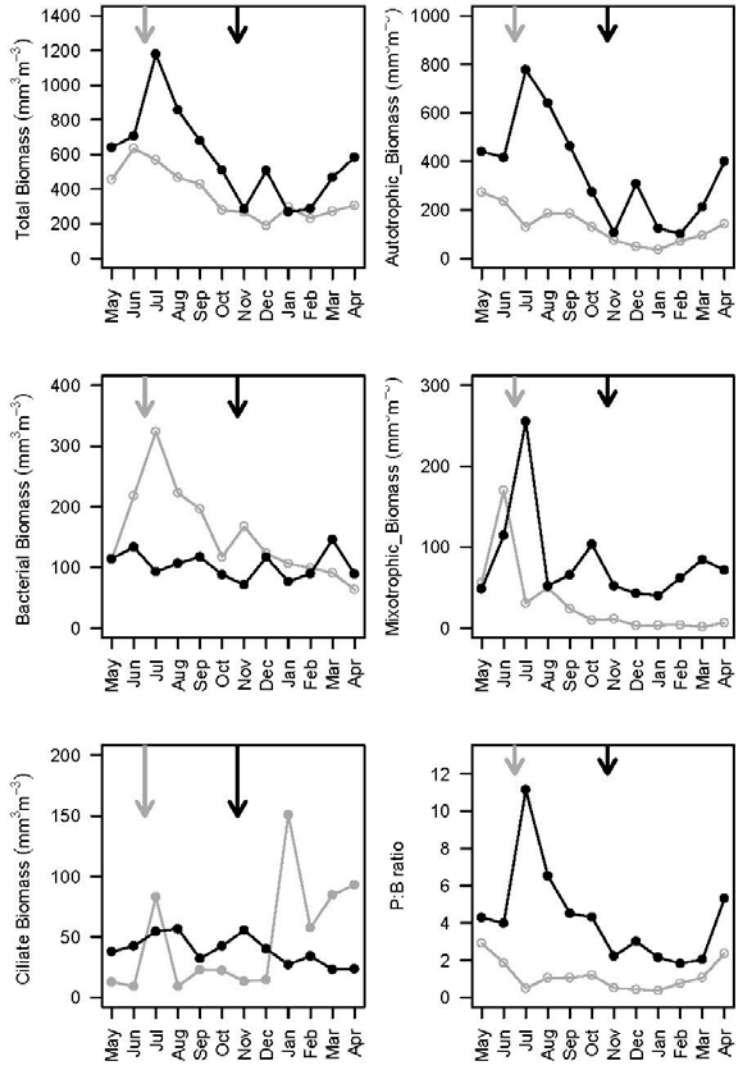 Total Biomass (mm³m⁻³)
1400
1200
1000
800
600
400
200
0
May Jun Jul Aug Sep Oct Nov Dec Jan Feb Mar Apr
Autotrophic_Biomass (mm³m⁻³)
1000
800
600
400
200
0
May Jun Jul Aug Sep Oct Nov Dec Jan Feb Mar Apr
Bacterial Biomass (mm³m⁻³)
400
300
200
100
0
May Jun Jul Aug Sep Oct Nov Dec Jan Feb Mar Apr
Mixotrophic_Biomass (mm³m⁻³)
300
200
100
0
May Jun Jul Aug Sep Oct Nov Dec Jan Feb Mar Apr
Ciliate Biomass (mm³m⁻³)
200
150
100
50
0
May Jun Jul Aug Sep Oct Nov Dec Jan Feb Mar Apr
P:B ratio
12
10
8
6
4
2
0
May Jun Jul Aug Sep Oct Nov Dec Jan Feb Mar Apr